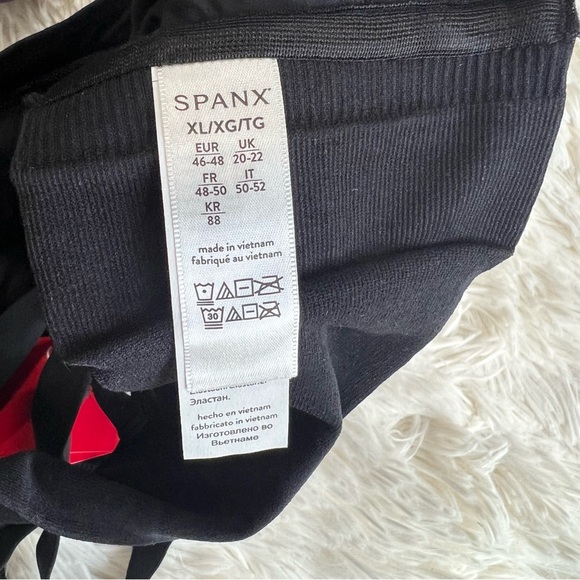 SPANX®
XL/XG/TG
EUR UK
46-48 20-22
FR IT
48-50 50-52
KR
88
made in vietnam
fabriqué au vietnam
30
Эластан.
hecho en vietnam
fabbricato in vietnam
Изготовлено во
Вьетнаме